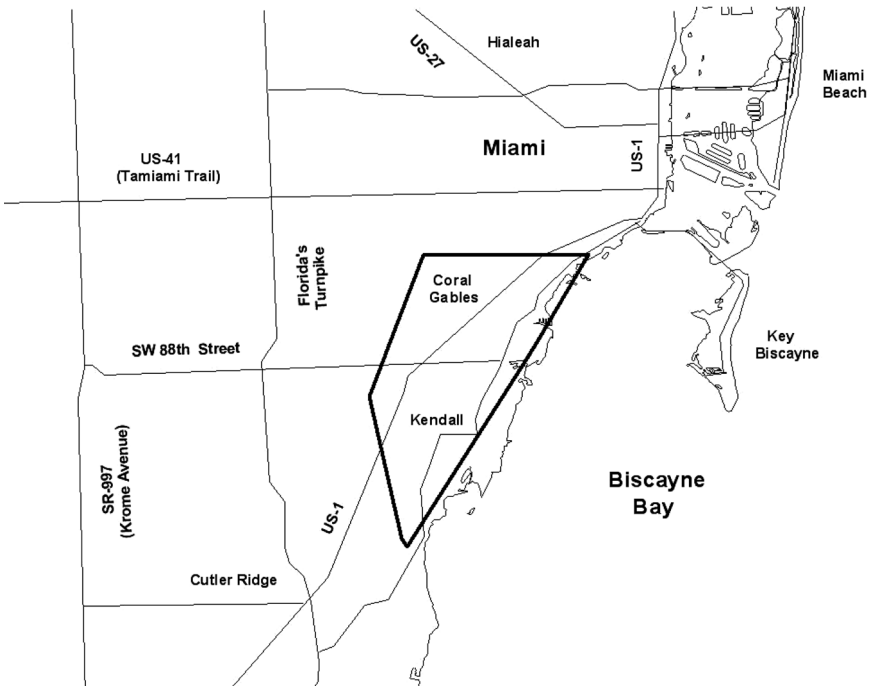 Hialeah
US-27
Miami
Beach
Miami
US-1
US-41
(Tamiami Trail)
Florida's
Turnpike
Coral
Gables
Key
Biscayne
SW 88th Street
Kendall
SR-997
(Krome Avenue)
US-1
Biscayne
Bay
Cutler Ridge